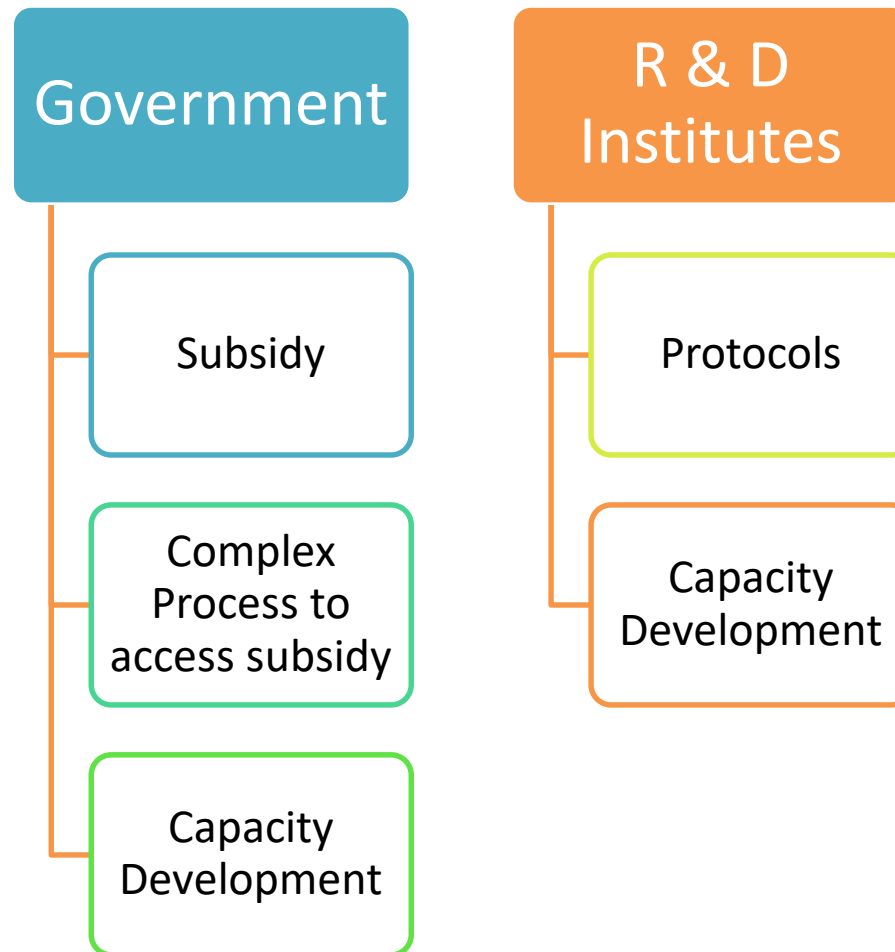 Government
Subsidy
Complex
Process to
access subsidy
Capacity
Development
R & D
Institutes
Protocols
Capacity
Development